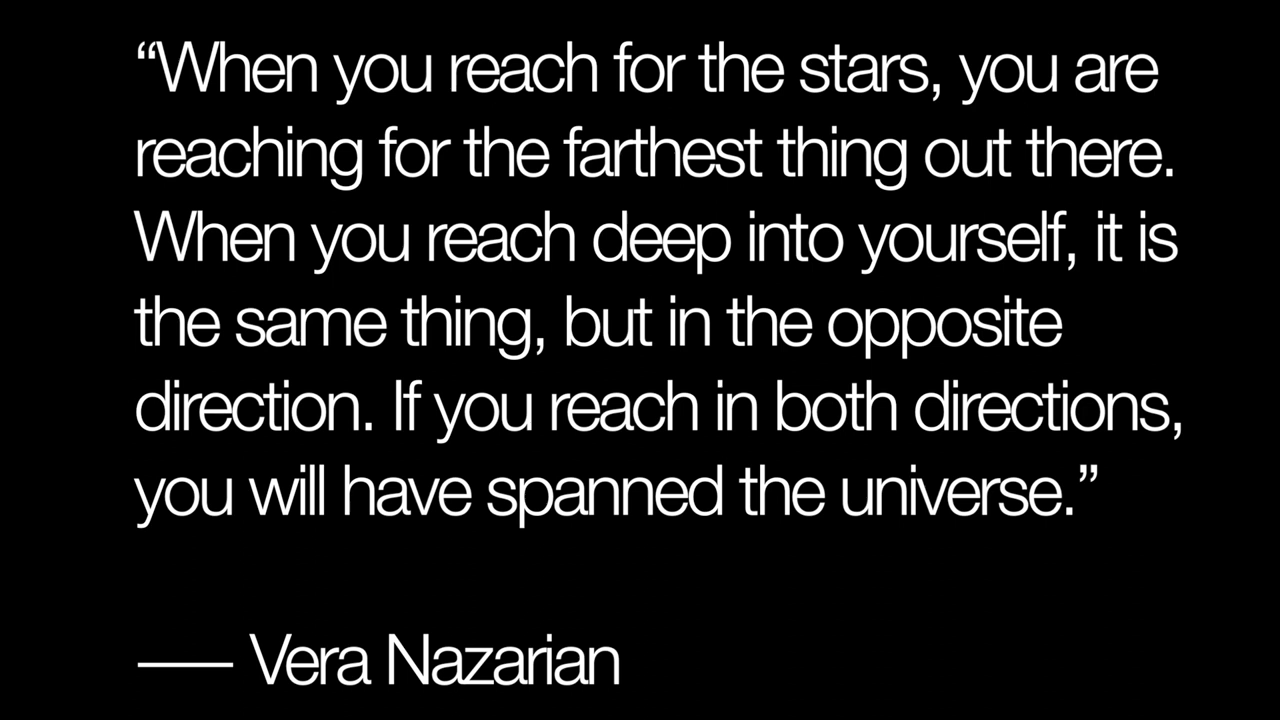 “When you reach for the stars, you are
reaching for the farthest thing out there.
When you reach deep into yourself, it is
the same thing, but in the opposite
direction. If you reach in both directions,
you will have spanned the universe.”
— Vera Nazarian